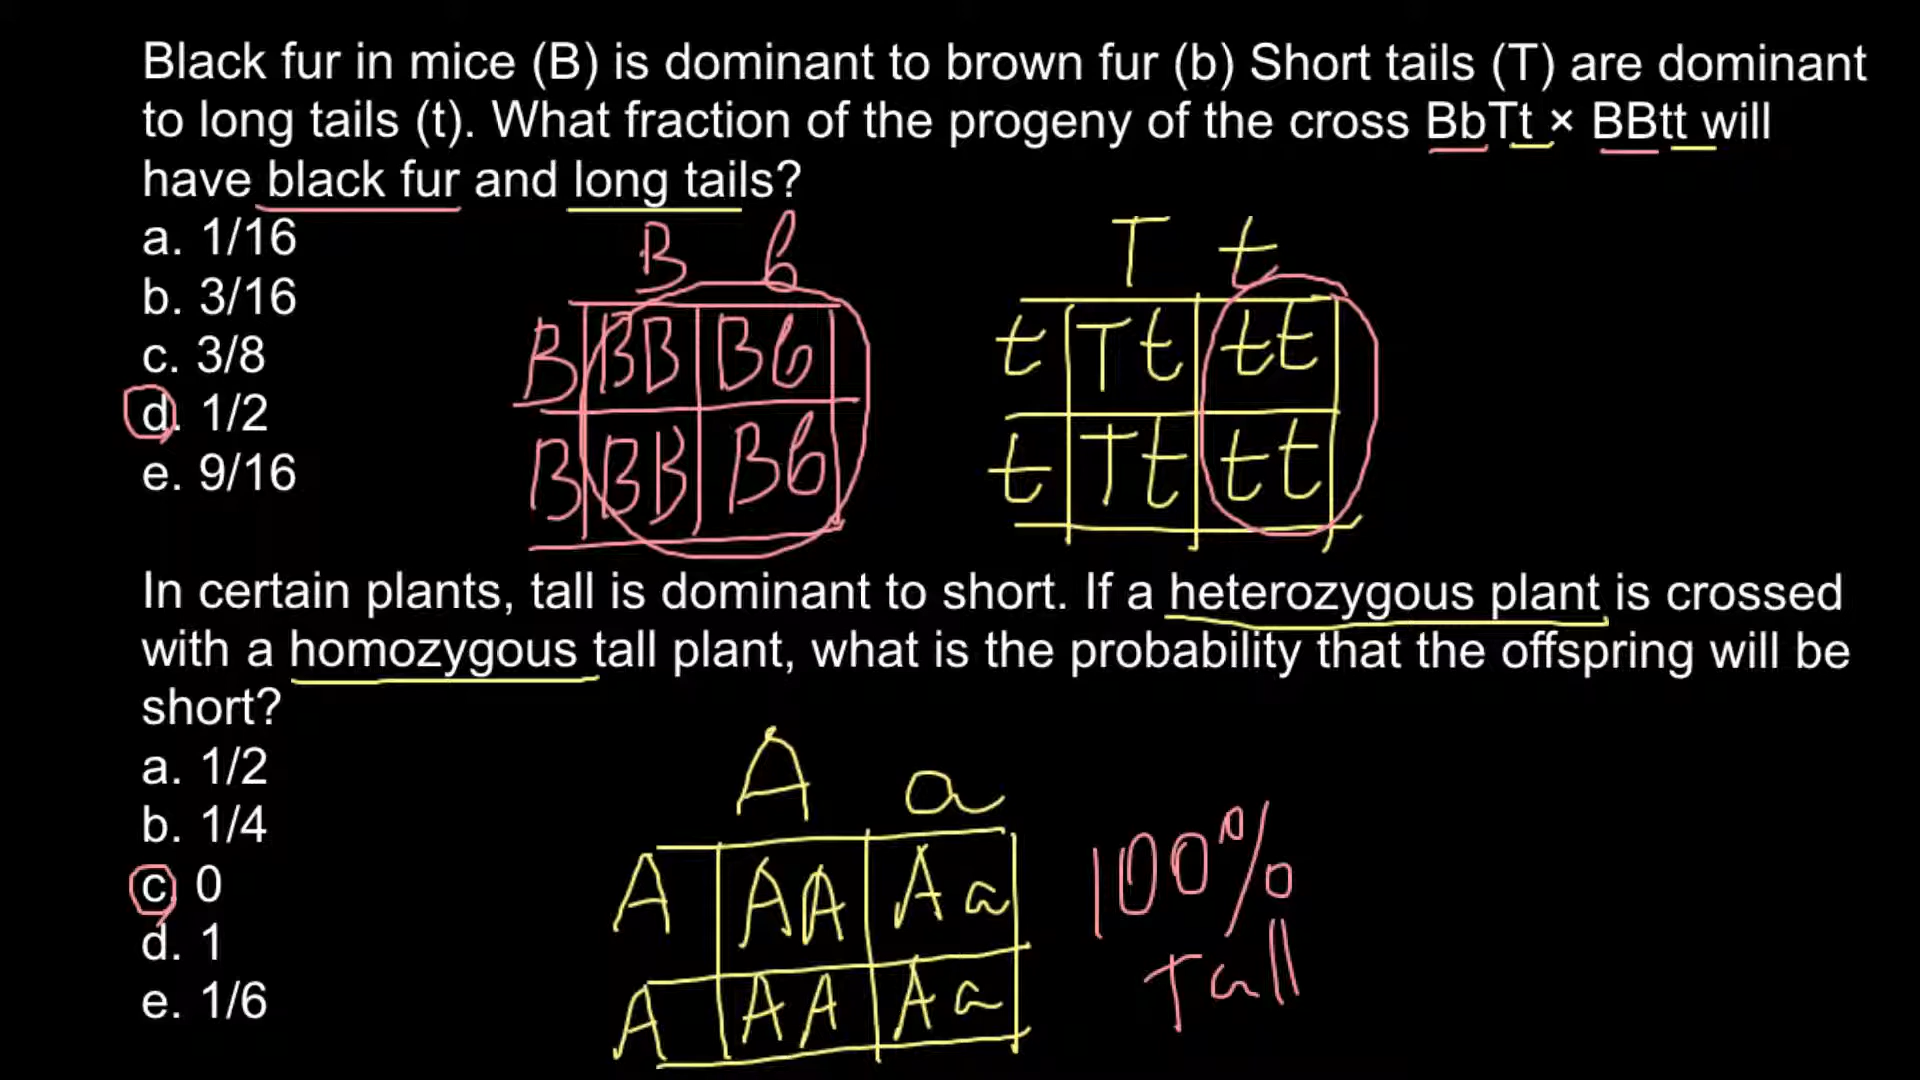 Black fur in mice (B) is dominant to brown fur (b) Short tails (T) are dominant
to long tails (t). What fraction of the progeny of the cross BbTt × BBtt will
have black fur and long tails?
a. 1/16
b. 3/16
c. 3/8
d. 1/2
e. 9/16
B b
B BB Bb
B BB Bb
T t
t Tt tt
t Tt tt
In certain plants, tall is dominant to short. If a heterozygous plant is crossed
with a homozygous tall plant, what is the probability that the offspring will be
short?
a. 1/2
b. 1/4
c. 0
d. 1
e. 1/6
A a
A AA Aa
A AA Aa
100%
Tall